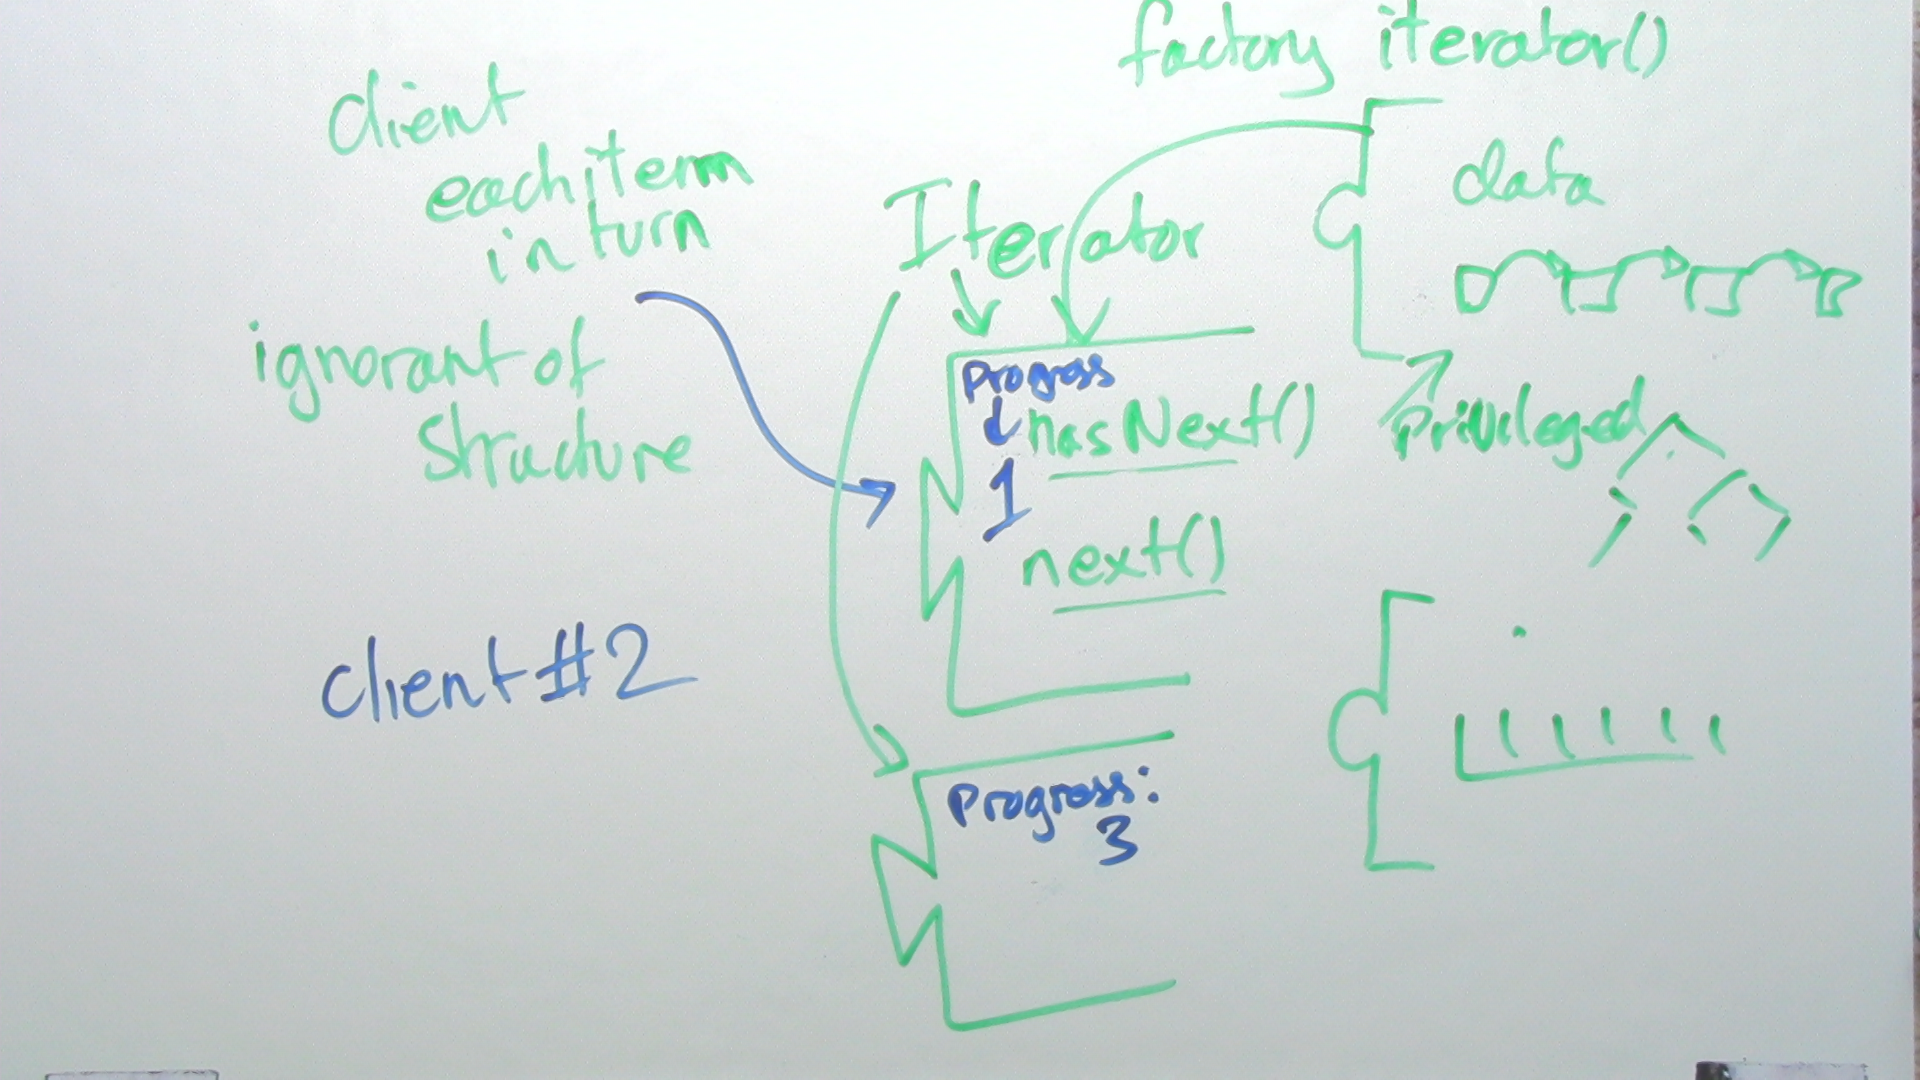 factory iterator()
client
each item
in turn
ignorant of
structure
Iterator
data
Progress
1
hasNext()
next()
Privileged
client #2
Progress:
3